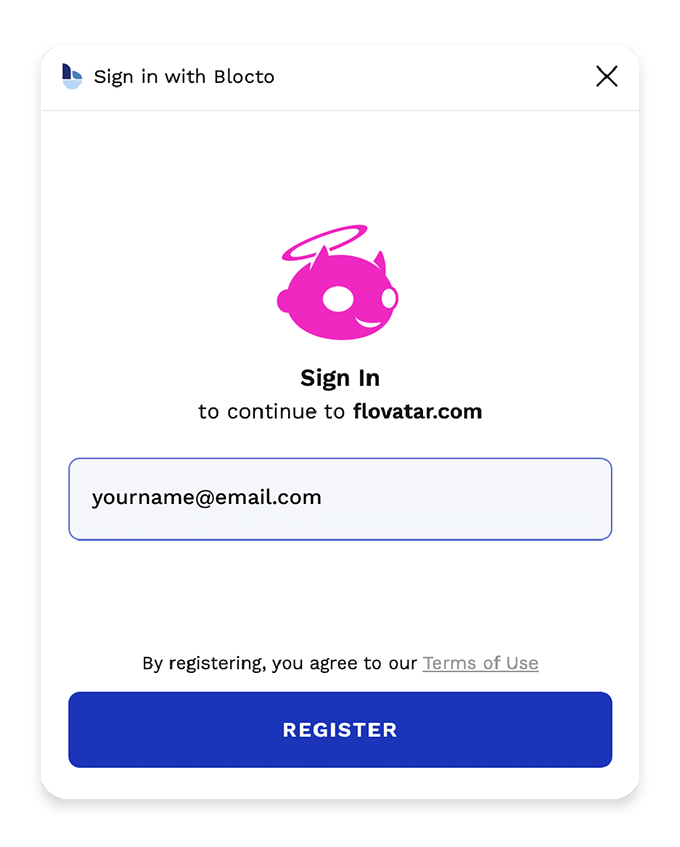 Sign in with Blocto
Sign In
to continue to flovatar.com
yourname@email.com
By registering, you agree to our Terms of Use
REGISTER